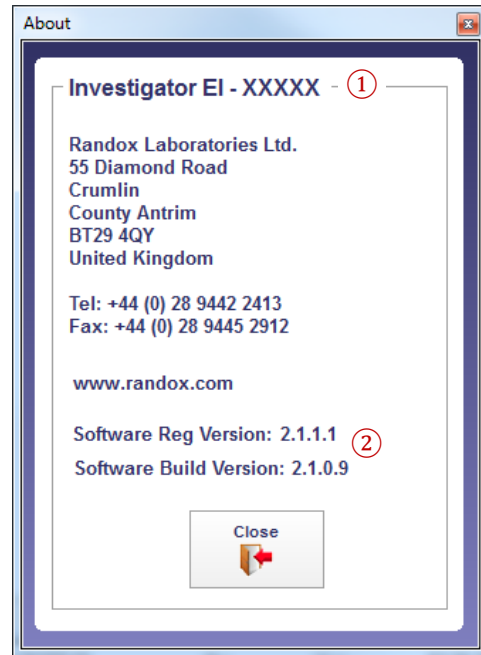 About
Investigator EI - XXXXX ①
Randox Laboratories Ltd.
55 Diamond Road
Crumlin
County Antrim
BT29 4QY
United Kingdom
Tel: +44 (0) 28 9442 2413
Fax: +44 (0) 28 9445 2912
www.randox.com
Software Reg Version: 2.1.1.1 ②
Software Build Version: 2.1.0.9
Close